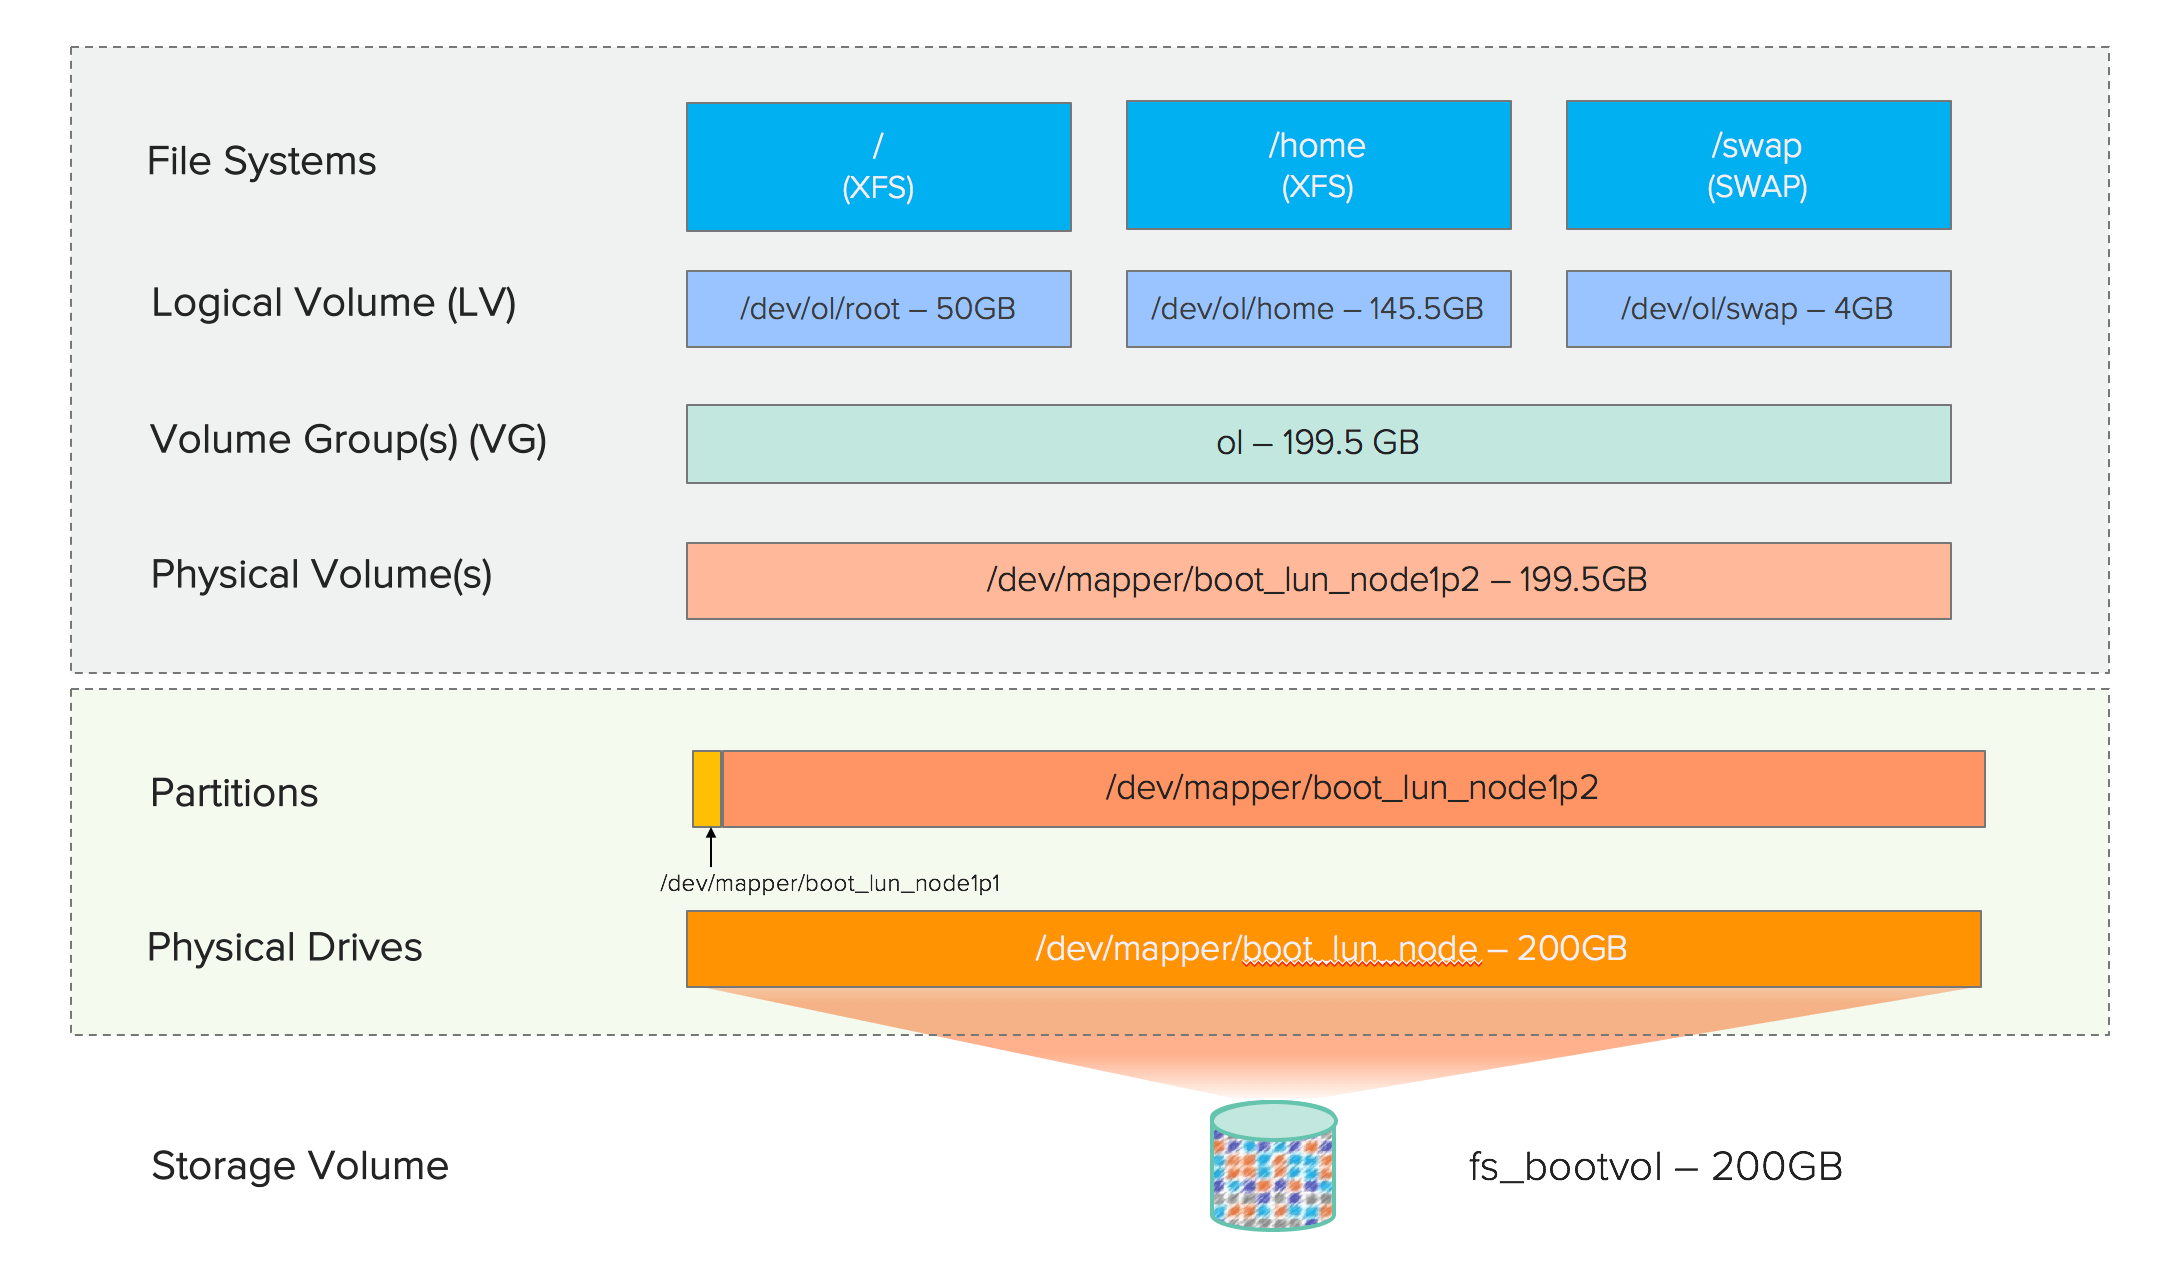 File Systems
/
(XFS)
/home
(XFS)
/swap
(SWAP)
Logical Volume (LV)
/dev/ol/root – 50GB
/dev/ol/home – 145.5GB
/dev/ol/swap – 4GB
Volume Group(s) (VG)
ol – 199.5 GB
Physical Volume(s)
/dev/mapper/boot_lun_node1p2 – 199.5GB
Partitions
/dev/mapper/boot_lun_node1p2
/dev/mapper/boot_lun_node1p1
Physical Drives
/dev/mapper/boot_lun_node – 200GB
Storage Volume
fs_bootvol – 200GB